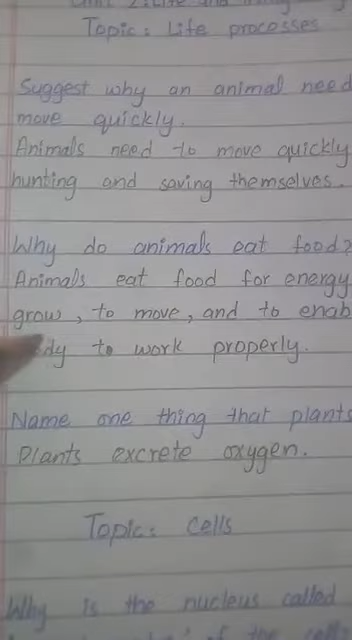 Topic: Life processes
Suggest why an animal need
move quickly.
Animals need to move quickly
hunting and saving themselves.
Why do animals eat food?
Animals eat food for energy
grow, to move, and to enab
dy to work properly.
Name one thing that plants
Plants excrete oxygen.
Topic: Cells
Why is the nucleus called
of the